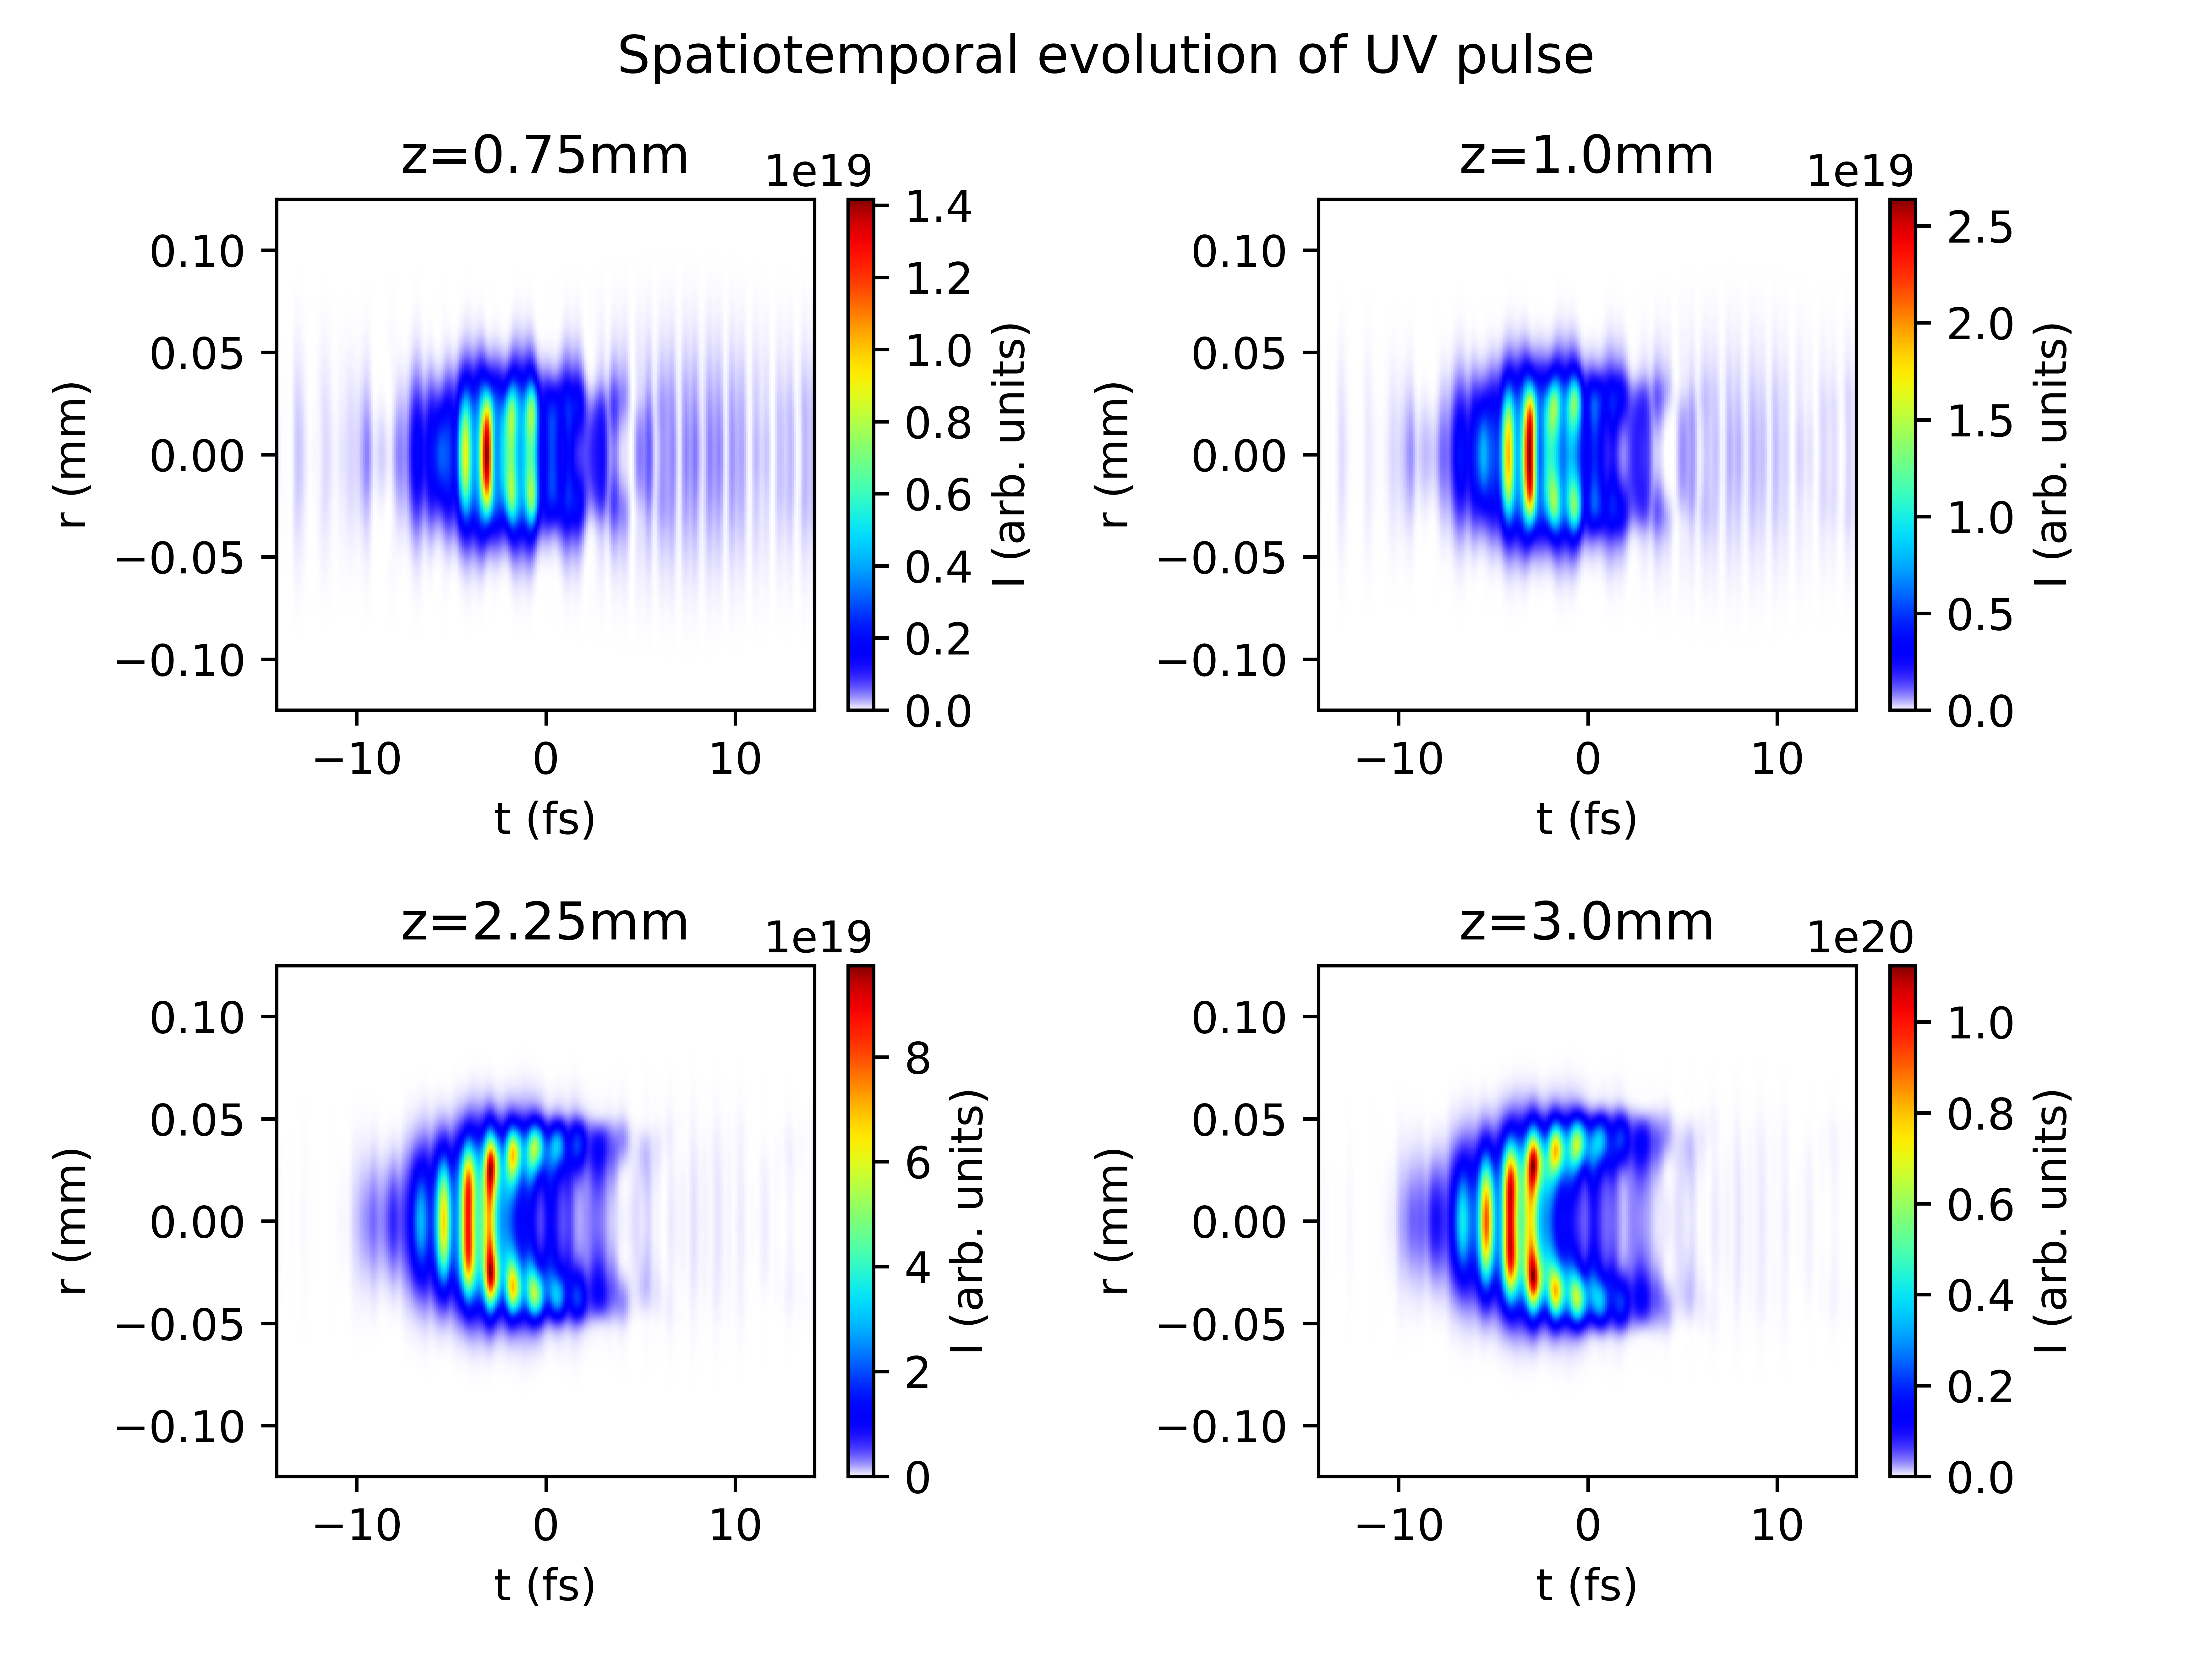 Spatiotemporal evolution of UV pulse
z=0.75mm
1e19
0.10
0.05
0.00
−0.05
−0.10
r (mm)
−10 0 10
t (fs)
1.4
1.2
1.0
0.8
0.6
0.4
0.2
0.0
I (arb. units)
z=1.0mm
1e19
0.10
0.05
0.00
−0.05
−0.10
r (mm)
−10 0 10
t (fs)
2.5
2.0
1.5
1.0
0.5
0.0
I (arb. units)
z=2.25mm
1e19
0.10
0.05
0.00
−0.05
−0.10
r (mm)
−10 0 10
t (fs)
8
6
4
2
0
I (arb. units)
z=3.0mm
1e20
0.10
0.05
0.00
−0.05
−0.10
r (mm)
−10 0 10
t (fs)
1.0
0.8
0.6
0.4
0.2
0.0
I (arb. units)